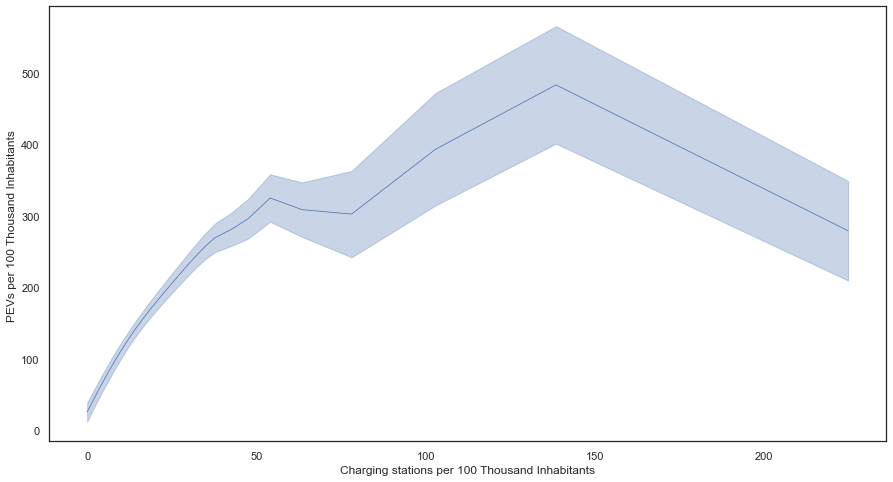 500
400
300
200
100
0
PEVs per 100 Thousand Inhabitants
0 50 100 150 200
Charging stations per 100 Thousand Inhabitants